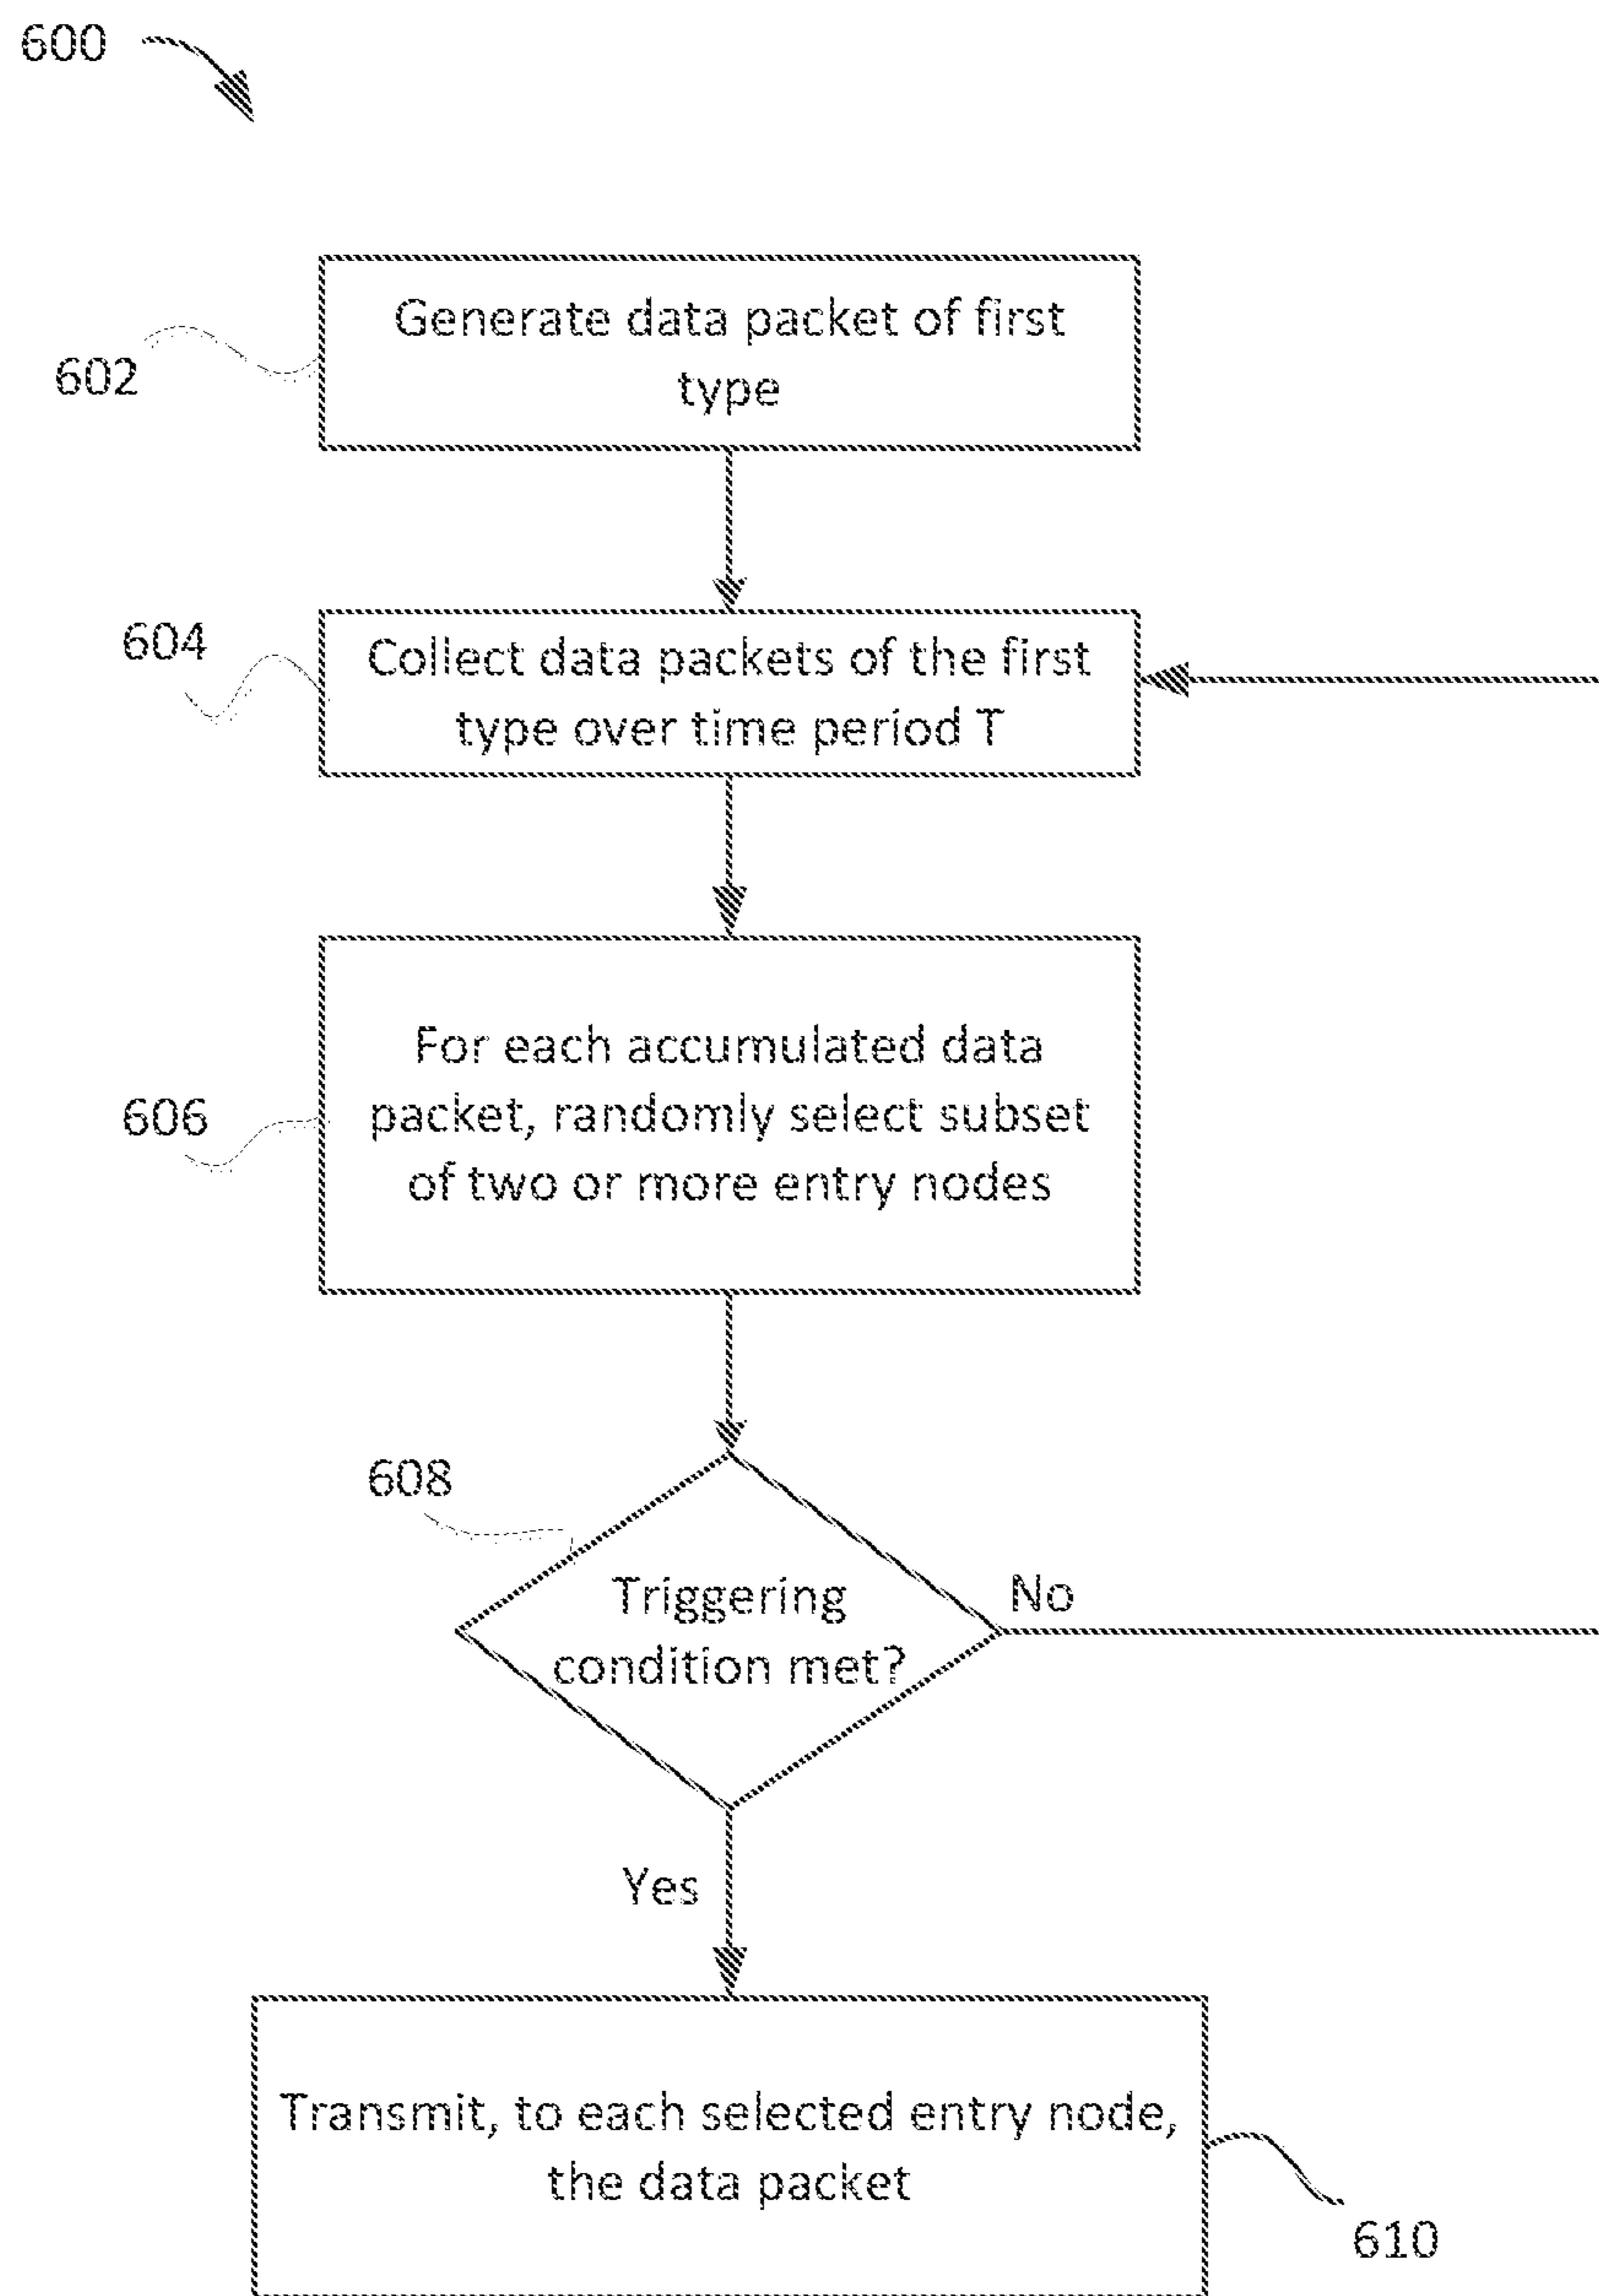 600
Generate data packet of first
type
602
604
Collect data packets of the first
type over time period T
For each accumulated data
packet, randomly select subset
of two or more entry nodes
606
608
Triggering
condition met?
No
Yes
Transmit, to each selected entry node,
the data packet
610